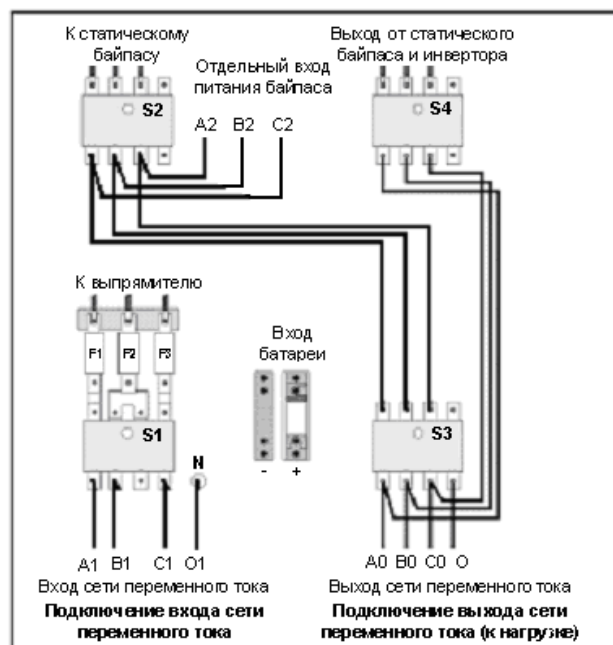 К статическому
байпасу
Отдельный вход
питания байпаса
Выход от статического
байпаса и инвертора
S2
S4
A2 B2 C2
К выпрямителю
F1 F2 F3
Вход
батареи
S1
N
S3
- +
A1 B1 C1 O1
A0 B0 C0 O
Вход сети переменного тока
Выход сети переменного тока
Подключение входа сети
переменного тока
Подключение выхода сети
переменного тока (к нагрузке)